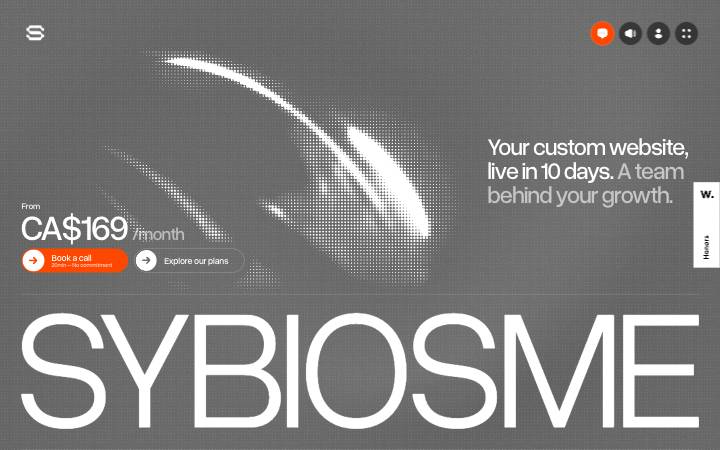 Your custom website,
live in 10 days. A team
behind your growth.
W.
Honors
From
CA$169 /month
Book a call
20min — No commitment
Explore our plans
SYBIOSME